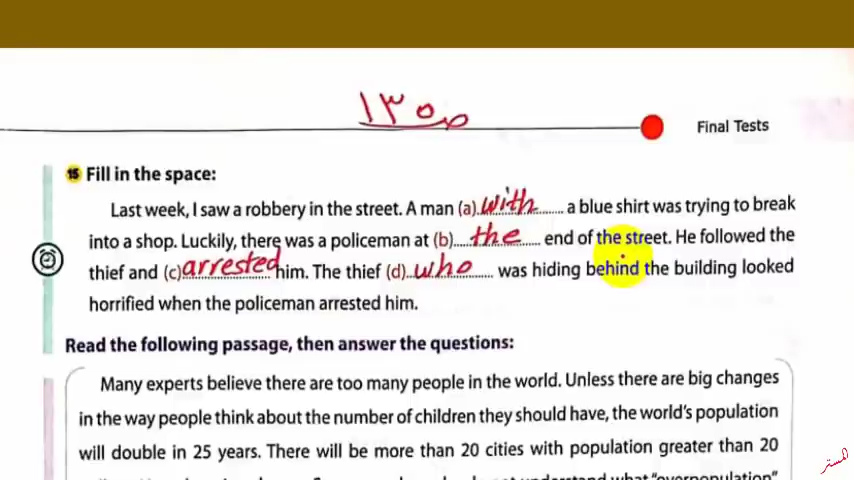 ص ١٣٥
Final Tests
15 Fill in the space:
Last week, I saw a robbery in the street. A man (a) with a blue shirt was trying to break
into a shop. Luckily, there was a policeman at (b) the end of the street. He followed the
thief and (c) arrested him. The thief (d) who was hiding behind the building looked
horrified when the policeman arrested him.
Read the following passage, then answer the questions:
Many experts believe there are too many people in the world. Unless there are big changes
in the way people think about the number of children they should have, the world's population
will double in 25 years. There will be more than 20 cities with population greater than 20
understand what "overpopulation"
المستر